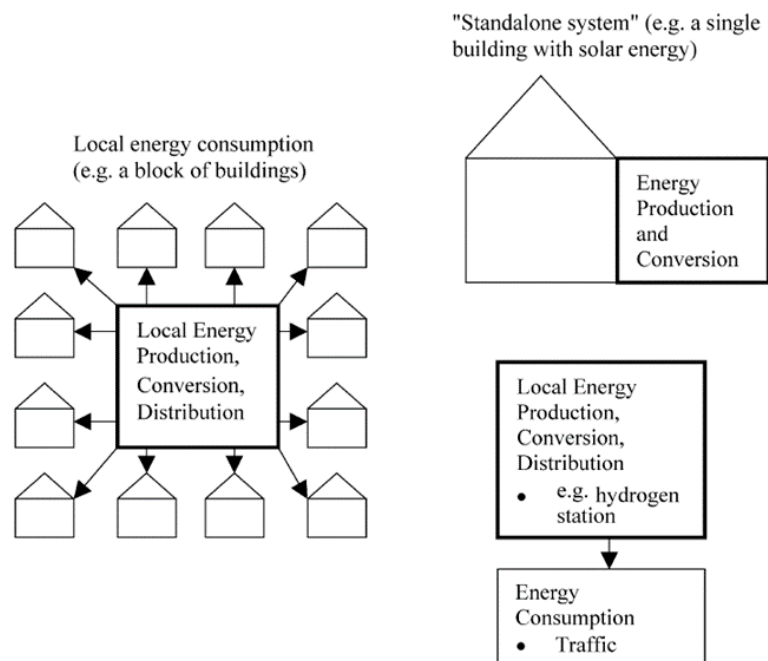 "Standalone system" (e.g. a single
building with solar energy)
Local energy consumption
(e.g. a block of buildings)
Energy
Production
and
Conversion
Local Energy
Production,
Conversion,
Distribution
Local Energy
Production,
Conversion,
Distribution
• e.g. hydrogen
station
Energy
Consumption
• Traffic